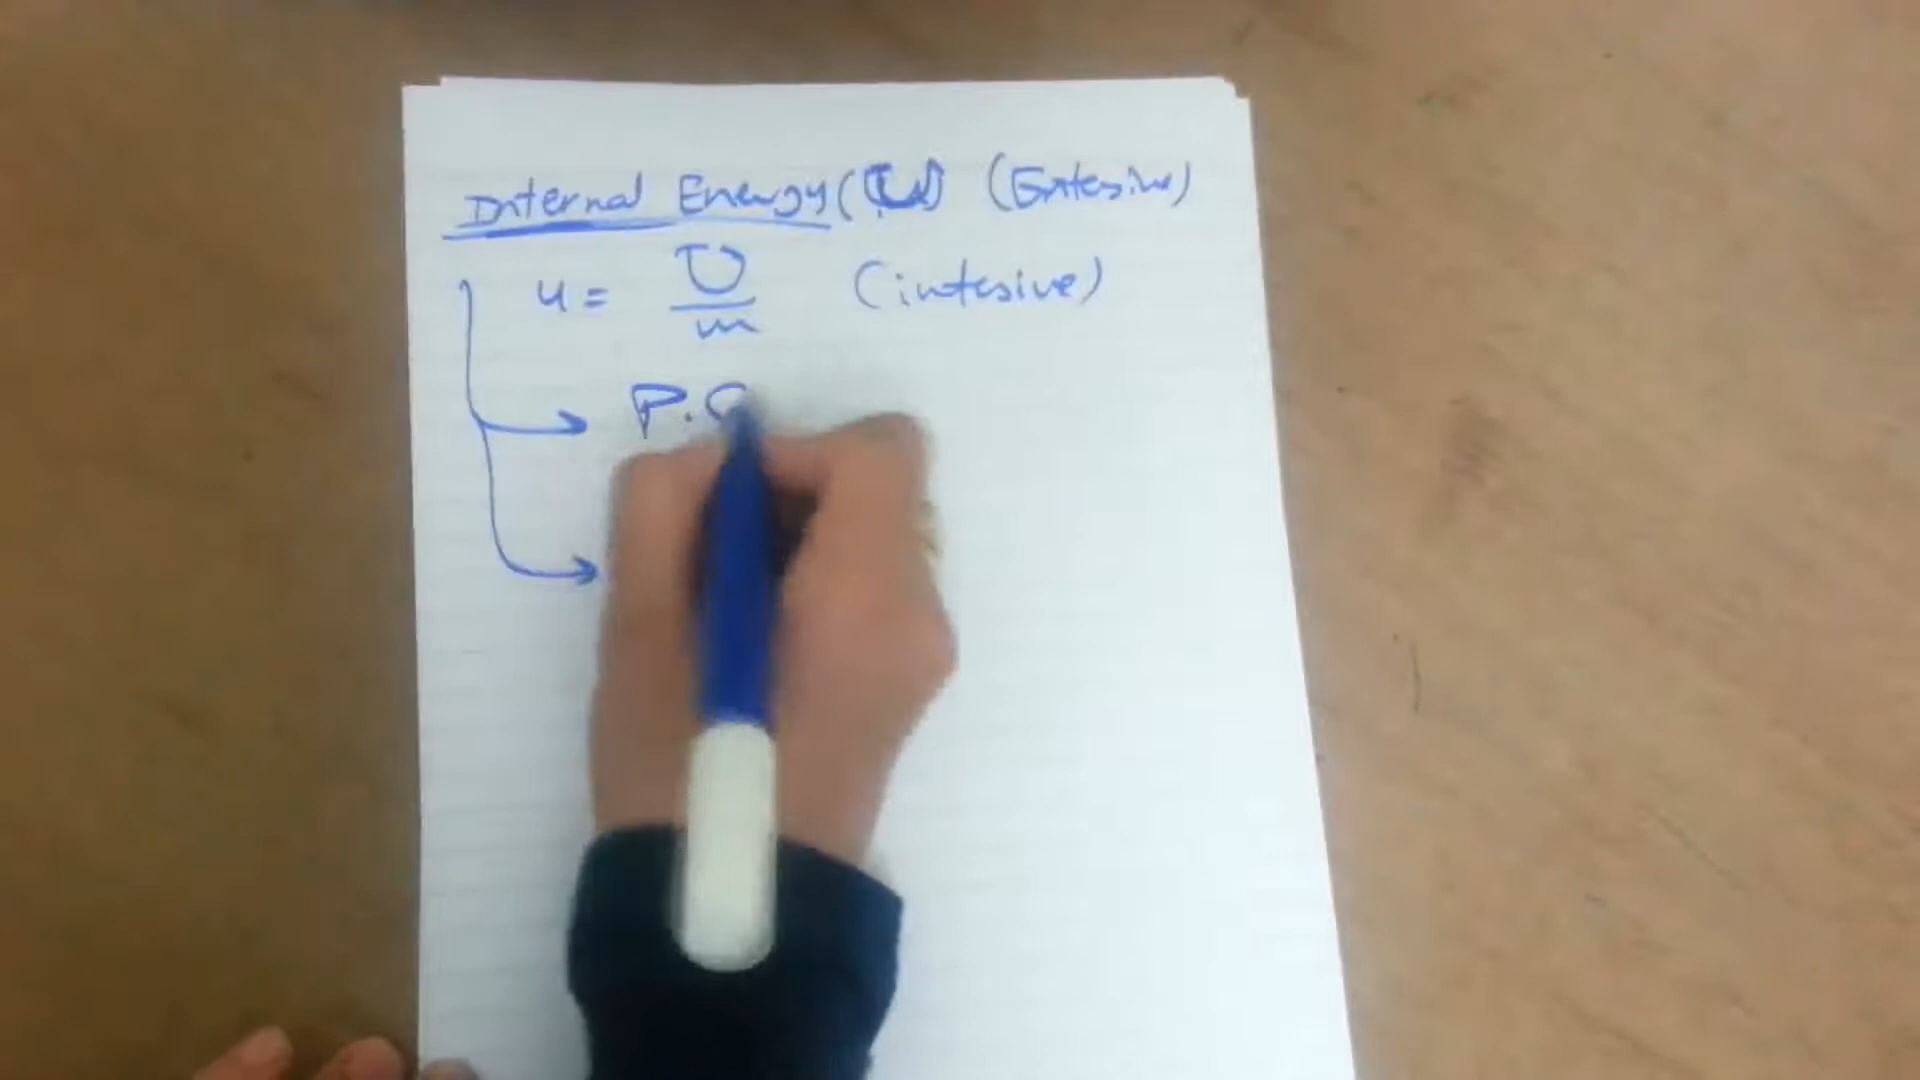 Internal Energy (U) (Extesive)
u = U/m (intesive)
P.